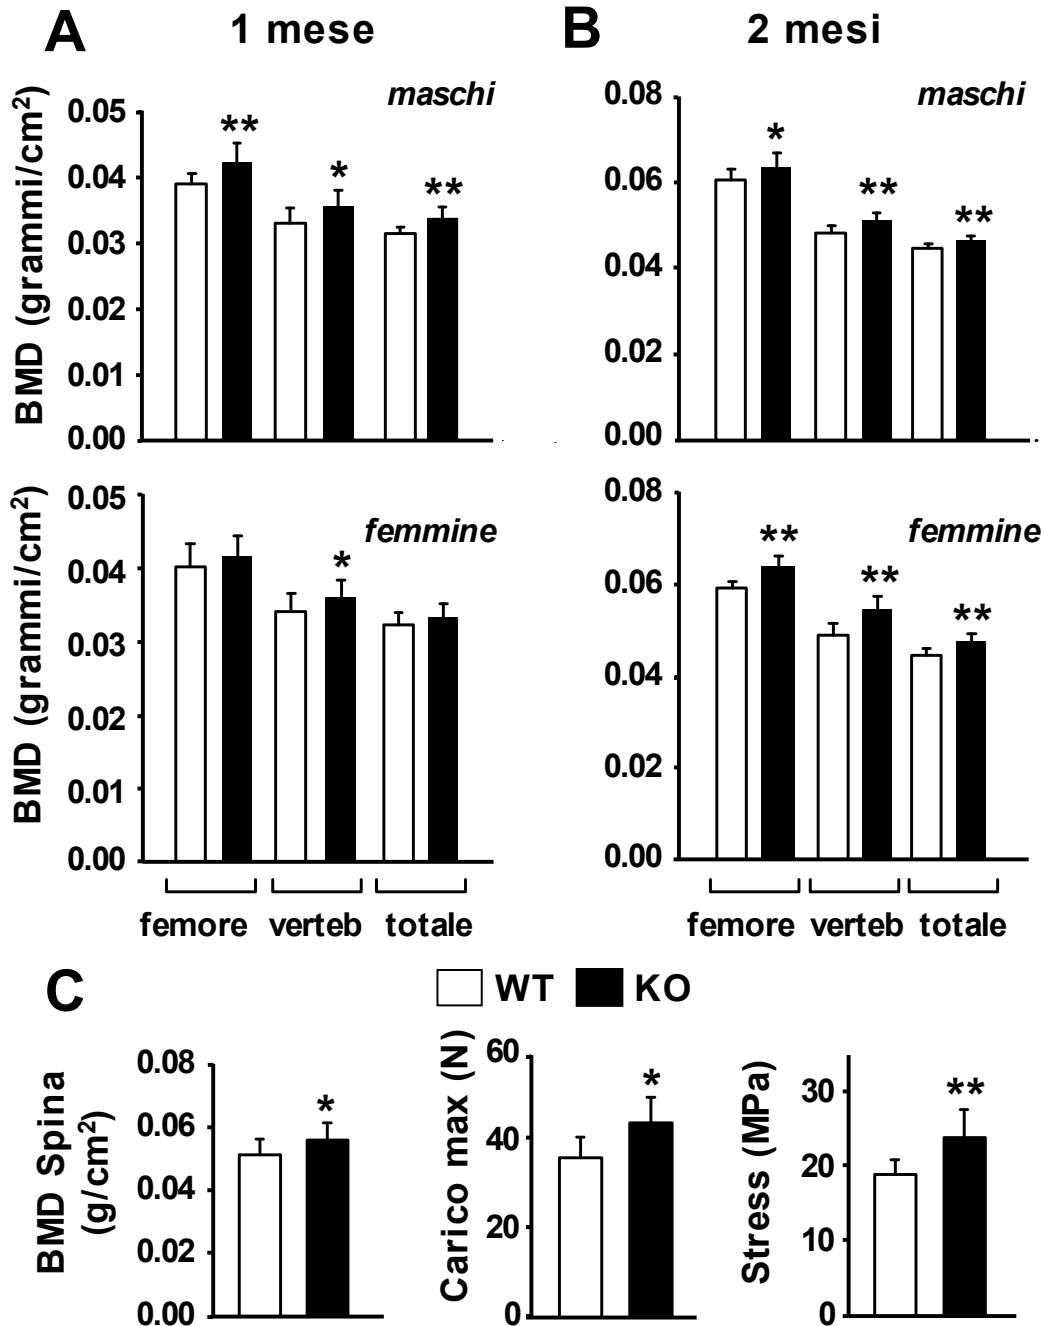 A 1 mese
B 2 mesi
maschi
BMD (grammi/cm²)
0.05
0.04
0.03
0.02
0.01
0.00
**
*
**
maschi
BMD (grammi/cm²)
0.08
0.06
0.04
0.02
0.00
*
**
**
femmine
BMD (grammi/cm²)
0.05
0.04
0.03
0.02
0.01
0.00
*
femore verteb totale
femmine
0.08
0.06
0.04
0.02
0.00
**
**
**
femore verteb totale
C
WT KO
BMD Spina
(g/cm²)
0.08
0.06
0.04
0.02
0.00
*
Carico max (N)
60
40
20
0
*
Stress (MPa)
30
20
10
0
**